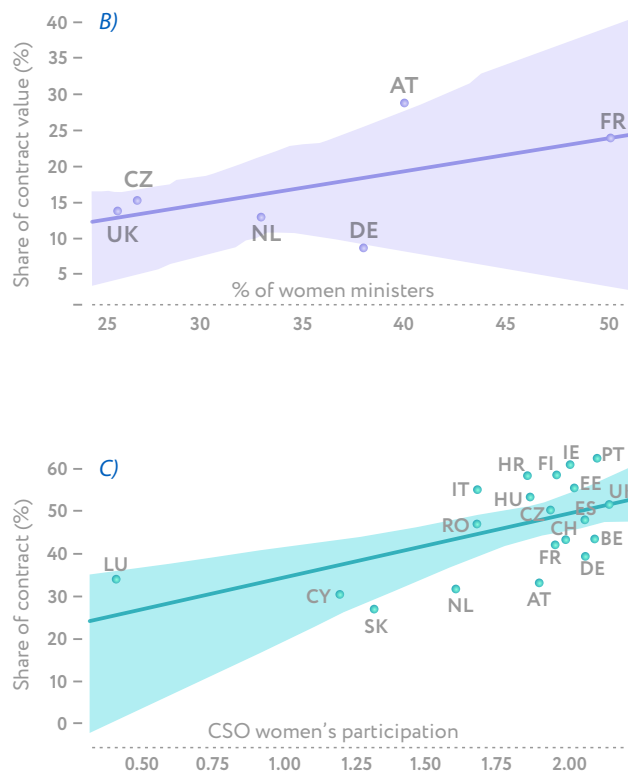 B)
Share of contract value (%)
40
35
30
25
20
15
10
5
AT
FR
CZ
UK
NL
DE
% of women ministers
25 30 35 40 45 50
C)
Share of contract (%)
60
50
40
30
20
10
0
IE
PT
HR
FI
IT
EE
HU
CZ
ES
RO
CH
BE
FR
DE
LU
CY
SK
NL
AT
CSO women's participation
0.50 0.75 1.00 1.25 1.50 1.75 2.00